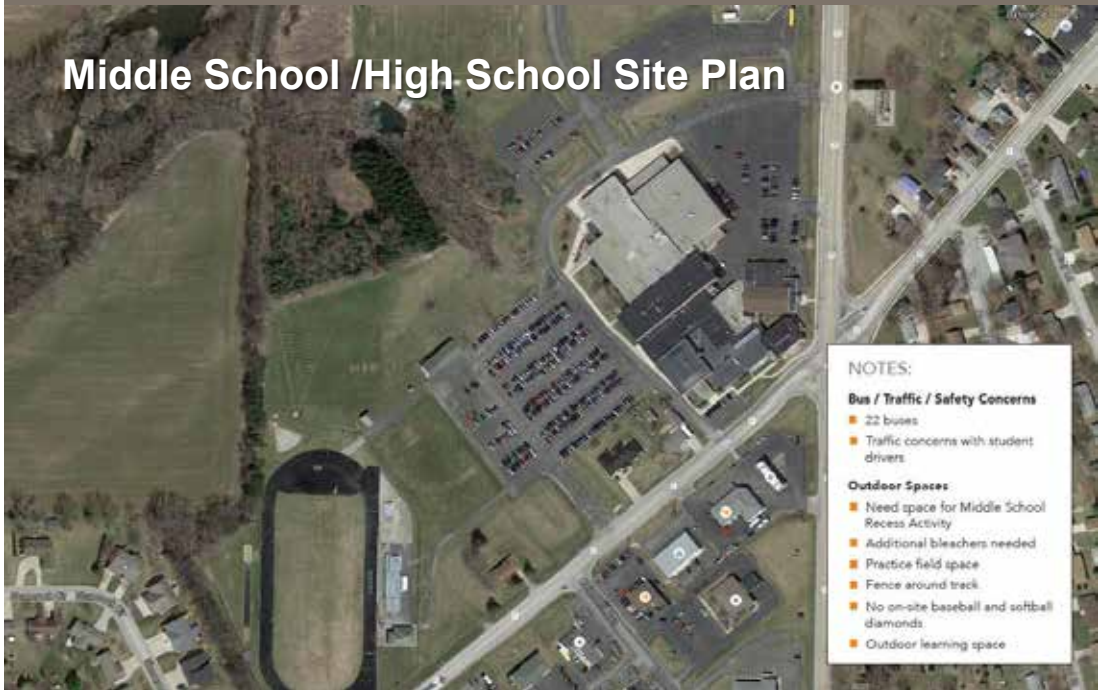 Middle School /High School Site Plan
NOTES:
Bus / Traffic / Safety Concerns
■ 22 buses
■ Traffic concerns with student
drivers
Outdoor Spaces
■ Need space for Middle School
Recess Activity
■ Additional bleachers needed
■ Practice field space
■ Fence around track
■ No on-site baseball and softball
diamonds
■ Outdoor learning space